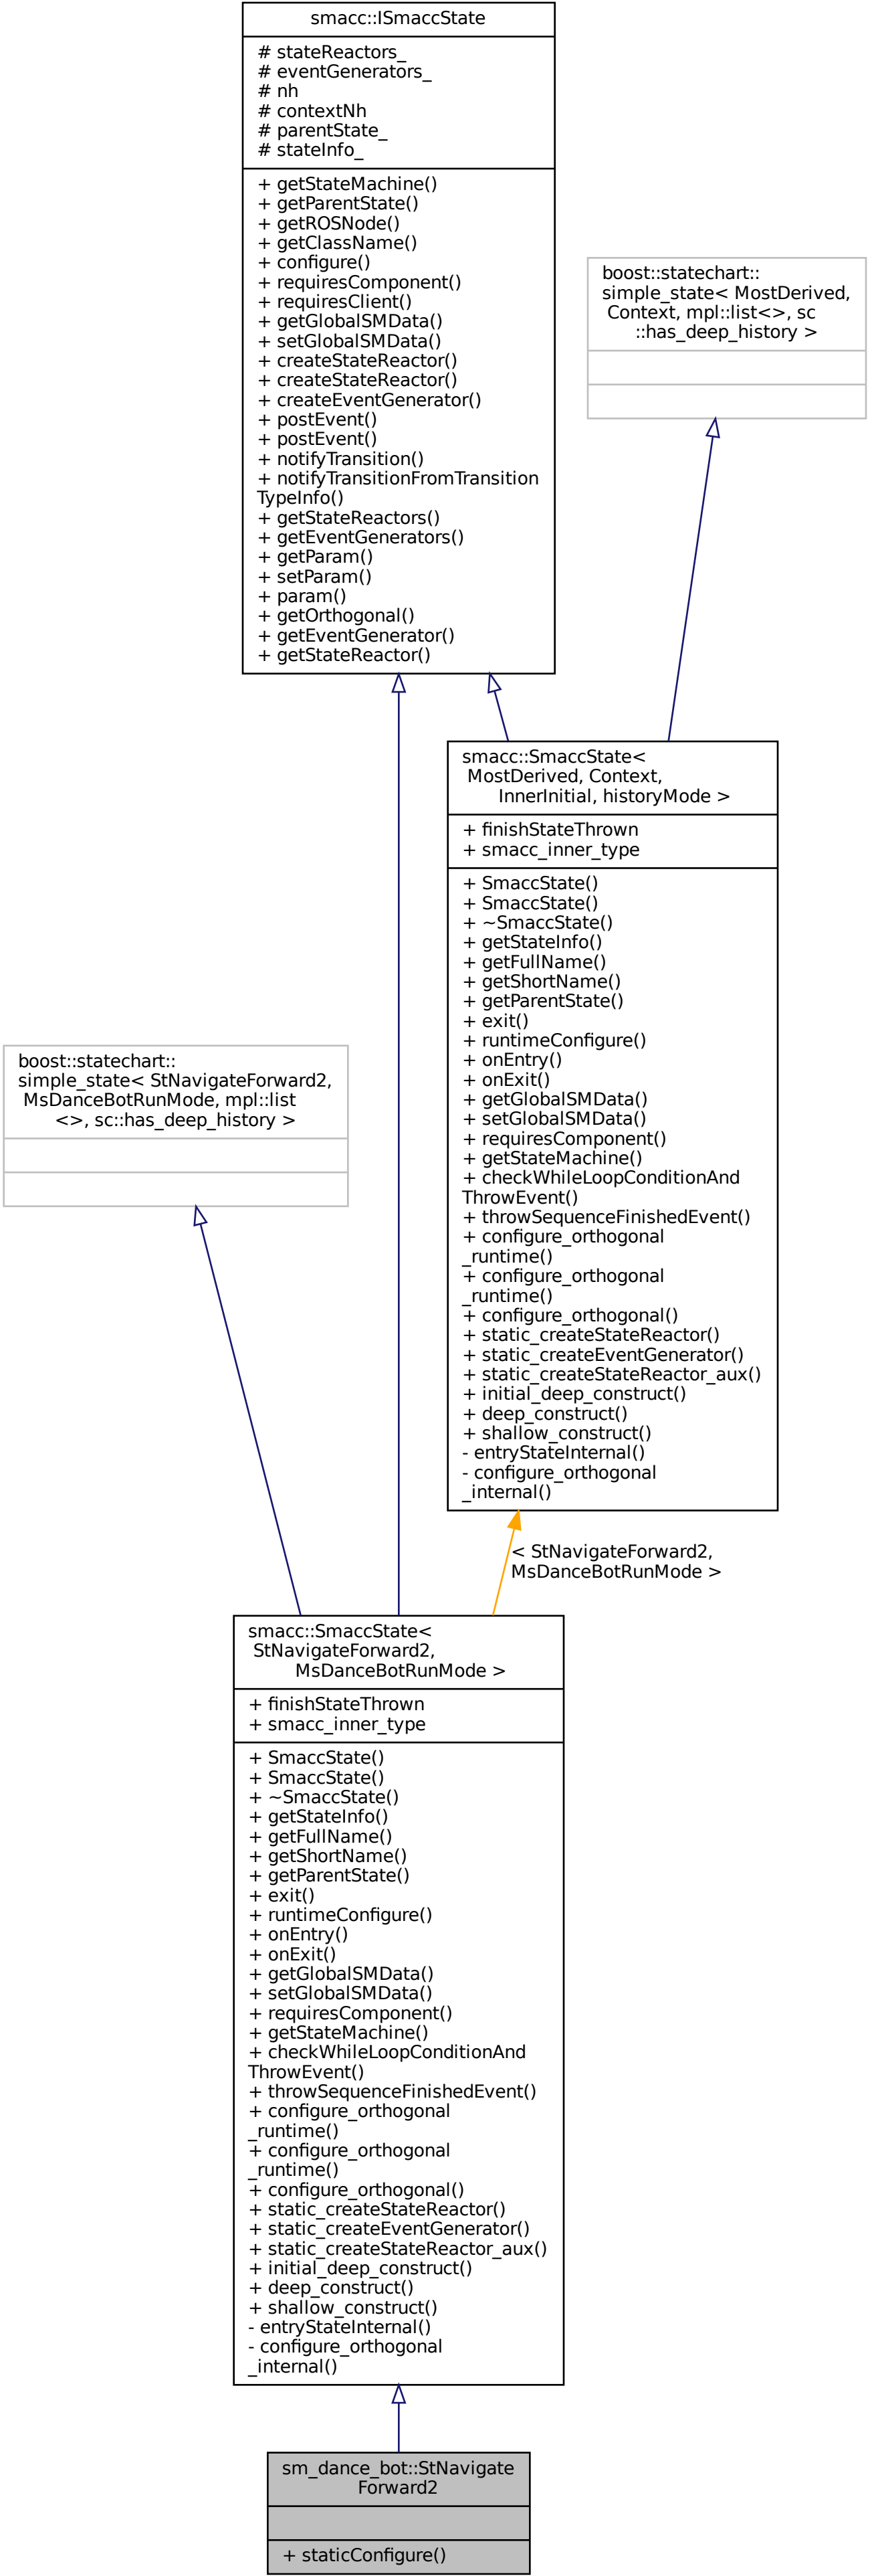 smacc::ISmaccState
# stateReactors_
# eventGenerators_
# nh
# contextNh
# parentState_
# stateInfo_
+ getStateMachine()
+ getParentState()
+ getROSNode()
+ getClassName()
+ configure()
+ requiresComponent()
+ requiresClient()
+ getGlobalSMData()
+ setGlobalSMData()
+ createStateReactor()
+ createStateReactor()
+ createEventGenerator()
+ postEvent()
+ postEvent()
+ notifyTransition()
+ notifyTransitionFromTransition
TypeInfo()
+ getStateReactors()
+ getEventGenerators()
+ getParam()
+ setParam()
+ param()
+ getOrthogonal()
+ getEventGenerator()
+ getStateReactor()
boost::statechart::
simple_state< MostDerived,
Context, mpl::list<>, sc
::has_deep_history >
smacc::SmaccState<
MostDerived, Context,
InnerInitial, historyMode >
+ finishStateThrown
+ smacc_inner_type
+ SmaccState()
+ SmaccState()
+ ~SmaccState()
+ getStateInfo()
+ getFullName()
+ getShortName()
+ getParentState()
+ exit()
+ runtimeConfigure()
+ onEntry()
+ onExit()
+ getGlobalSMData()
+ setGlobalSMData()
+ requiresComponent()
+ getStateMachine()
+ checkWhileLoopConditionAnd
ThrowEvent()
+ throwSequenceFinishedEvent()
+ configure_orthogonal
_runtime()
+ configure_orthogonal
_runtime()
+ configure_orthogonal()
+ static_createStateReactor()
+ static_createEventGenerator()
+ static_createStateReactor_aux()
+ initial_deep_construct()
+ deep_construct()
+ shallow_construct()
- entryStateInternal()
- configure_orthogonal
_internal()
boost::statechart::
simple_state< StNavigateForward2,
MsDanceBotRunMode, mpl::list
<>, sc::has_deep_history >
< StNavigateForward2,
MsDanceBotRunMode >
smacc::SmaccState<
StNavigateForward2,
MsDanceBotRunMode >
+ finishStateThrown
+ smacc_inner_type
+ SmaccState()
+ SmaccState()
+ ~SmaccState()
+ getStateInfo()
+ getFullName()
+ getShortName()
+ getParentState()
+ exit()
+ runtimeConfigure()
+ onEntry()
+ onExit()
+ getGlobalSMData()
+ setGlobalSMData()
+ requiresComponent()
+ getStateMachine()
+ checkWhileLoopConditionAnd
ThrowEvent()
+ throwSequenceFinishedEvent()
+ configure_orthogonal
_runtime()
+ configure_orthogonal
_runtime()
+ configure_orthogonal()
+ static_createStateReactor()
+ static_createEventGenerator()
+ static_createStateReactor_aux()
+ initial_deep_construct()
+ deep_construct()
+ shallow_construct()
- entryStateInternal()
- configure_orthogonal
_internal()
sm_dance_bot::StNavigate
Forward2
+ staticConfigure()